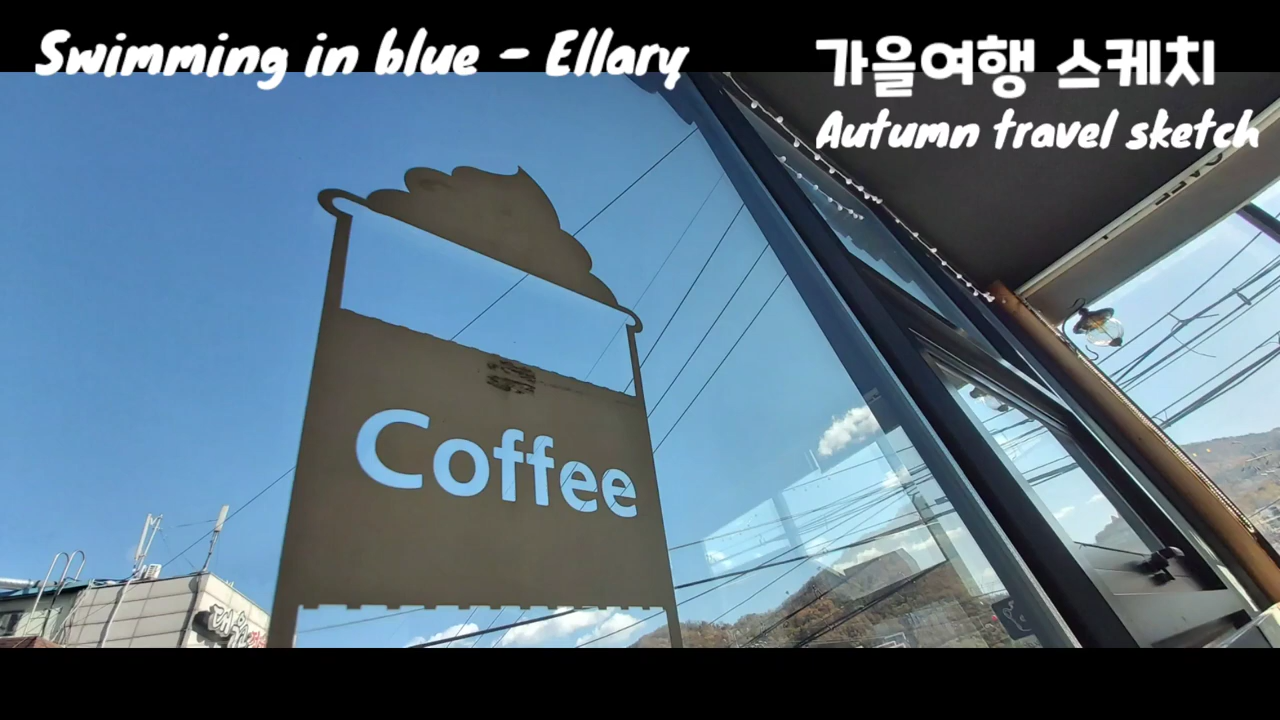 Swimming in blue - Ellary
가을여행 스케치
Autumn travel sketch
Coffee